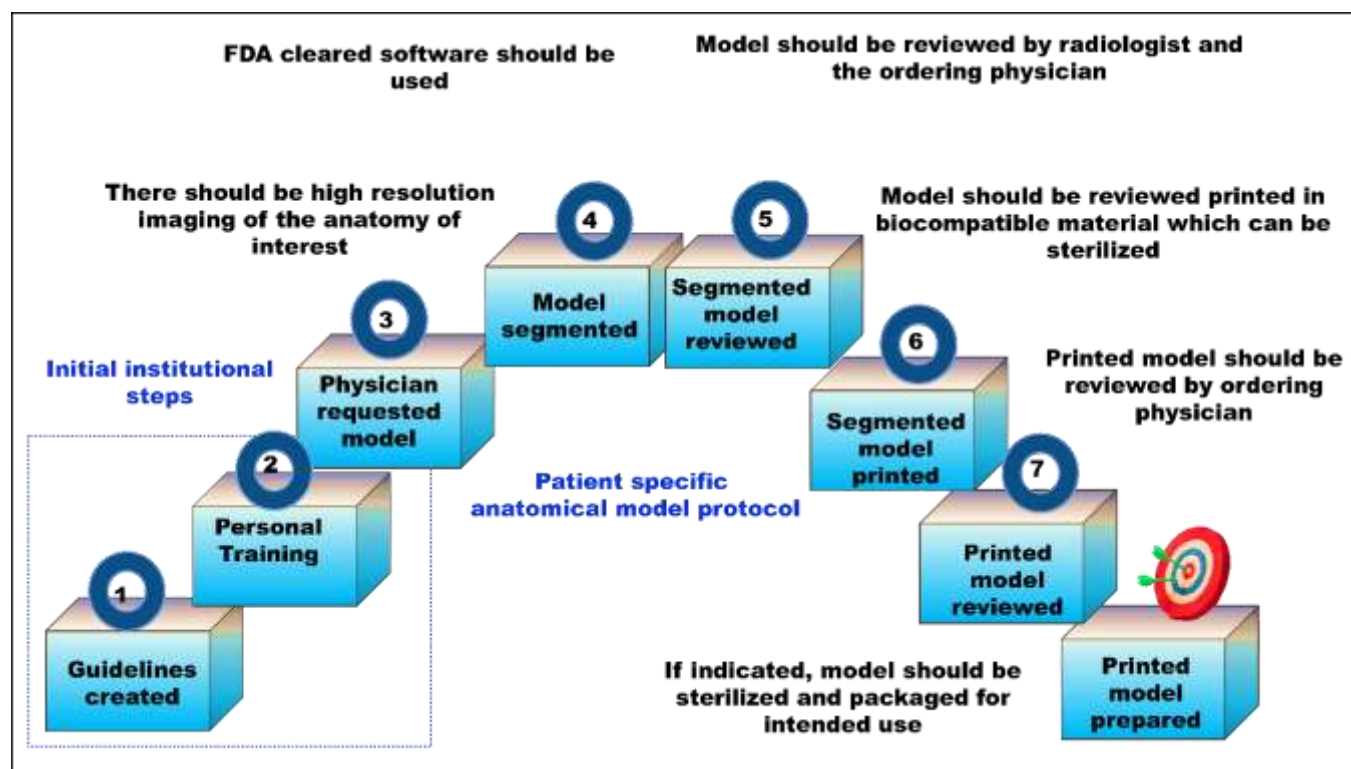 FDA cleared software should be
used
Model should be reviewed by radiologist and
the ordering physician
There should be high resolution
imaging of the anatomy of
interest
4
5
Model should be reviewed printed in
biocompatible material which can be
sterilized
Model
segmented
Segmented
model
reviewed
3
6
Initial institutional
steps
Physician
requested
model
Printed model should be
reviewed by ordering
physician
Segmented
model
printed
2
7
Patient specific
anatomical model protocol
Personal
Training
Printed
model
reviewed
1
Guidelines
created
If indicated, model should be
sterilized and packaged for
intended use
Printed
model
prepared